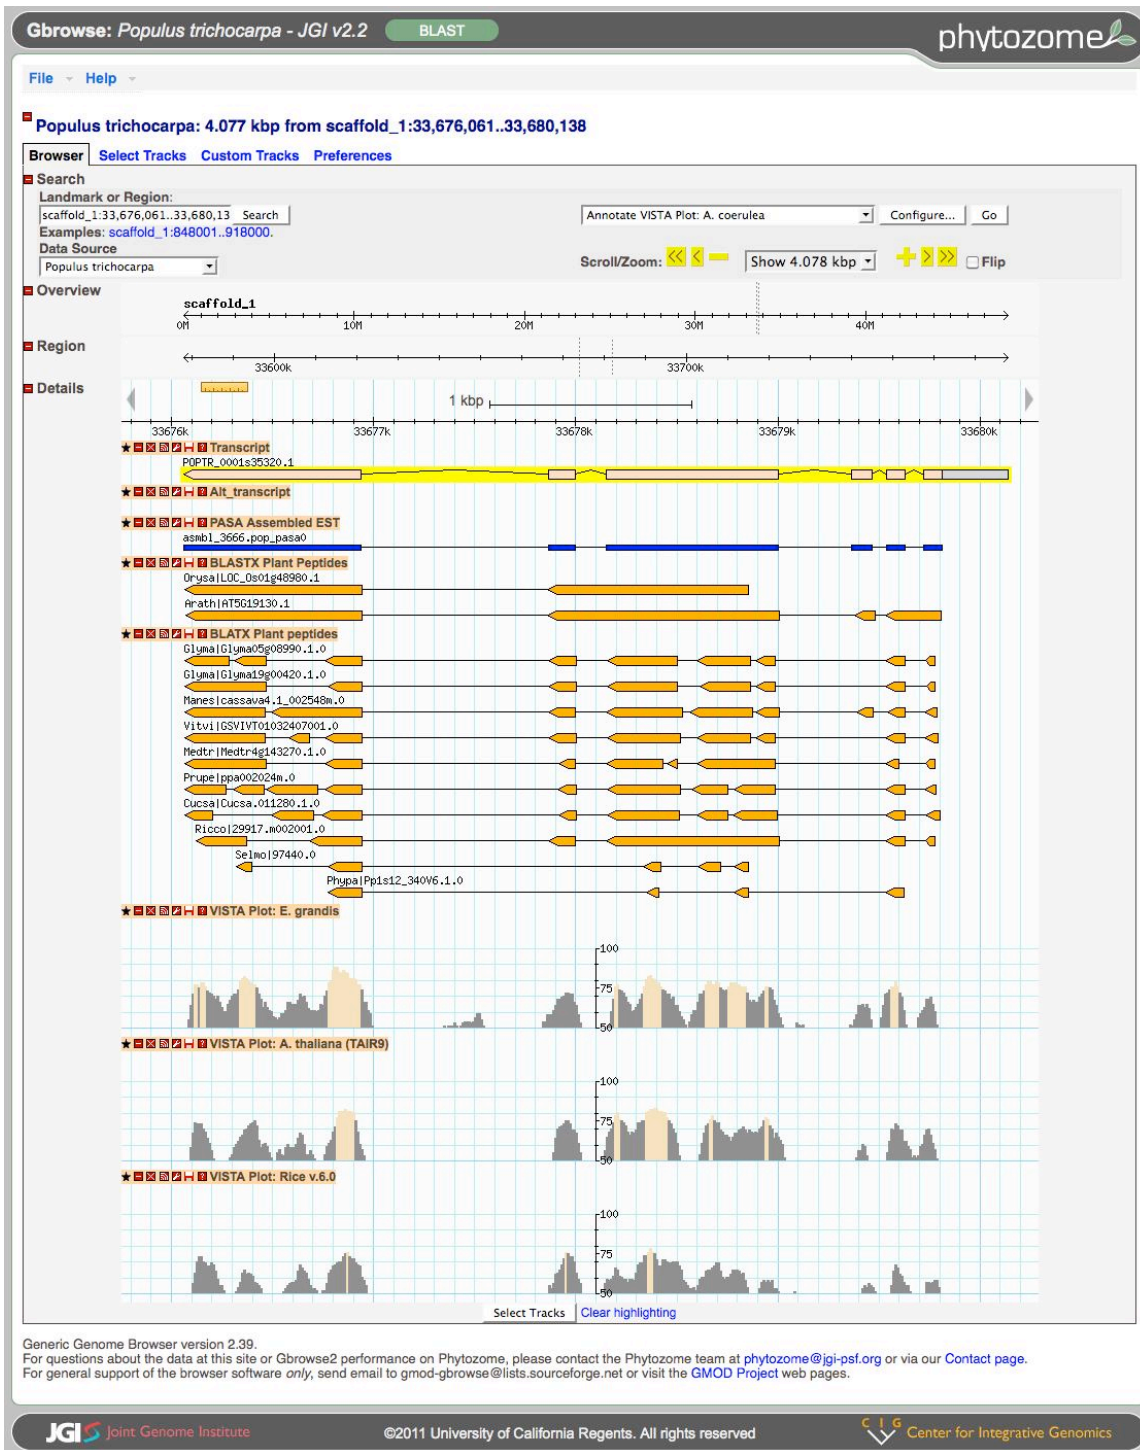 Gbrowse: Populus trichocarpa - JGI v2.2 BLAST phytozome
File Help
Populus trichocarpa: 4.077 kbp from scaffold_1:33,676,061..33,680,138
Browser Select Tracks Custom Tracks Preferences
Search
Landmark or Region:
scaffold_1:33,676,061..33,680,13 Search Annotate VISTA Plot: A. coerulea Configure... Go
Examples: scaffold_1:848001..918000.
Data Source
Populus trichocarpa Scroll/Zoom: << < Show 4.078 kbp > >> Flip
Overview
scaffold_1
0M 10M 20M 30M 40M
Region
33600k 33700k
Details
1 kbp
33676k 33677k 33678k 33679k 33680k
Transcript
POPTR_0001s35320.1
Alt_transcript
PASA Assembled EST
asmbl_3666.pop_pasa0
BLASTX Plant Peptides
Orysa|LOC_Os01g48980.1
Arath|AT5G19130.1
BLATX Plant peptides
Glyma|Glyma05g08990.1.0
Glyma|Glyma19g00420.1.0
Manes|cassava4.1_002548m.0
Vitvi|GSVIVT01032407001.0
Medtr|Medtr4g143270.1.0
Prupe|ppa002024m.0
Cucsa|Cucsa.011280.1.0
Ricco|29917.m002001.0
Selmo|97440.0
Phypa|Pp1s12_340V6.1.0
VISTA Plot: E. grandis
100
75
50
VISTA Plot: A. thaliana (TAIR9)
100
75
50
VISTA Plot: Rice v.6.0
100
75
50
Select Tracks Clear highlighting
Generic Genome Browser version 2.39.
For questions about the data at this site or Gbrowse2 performance on Phytozome, please contact the Phytozome team at phytozome@jgi-psf.org or via our Contact page.
For general support of the browser software only, send email to gmod-gbrowse@lists.sourceforge.net or visit the GMOD Project web pages.
JGI Joint Genome Institute ©2011 University of California Regents. All rights reserved CIG Center for Integrative Genomics